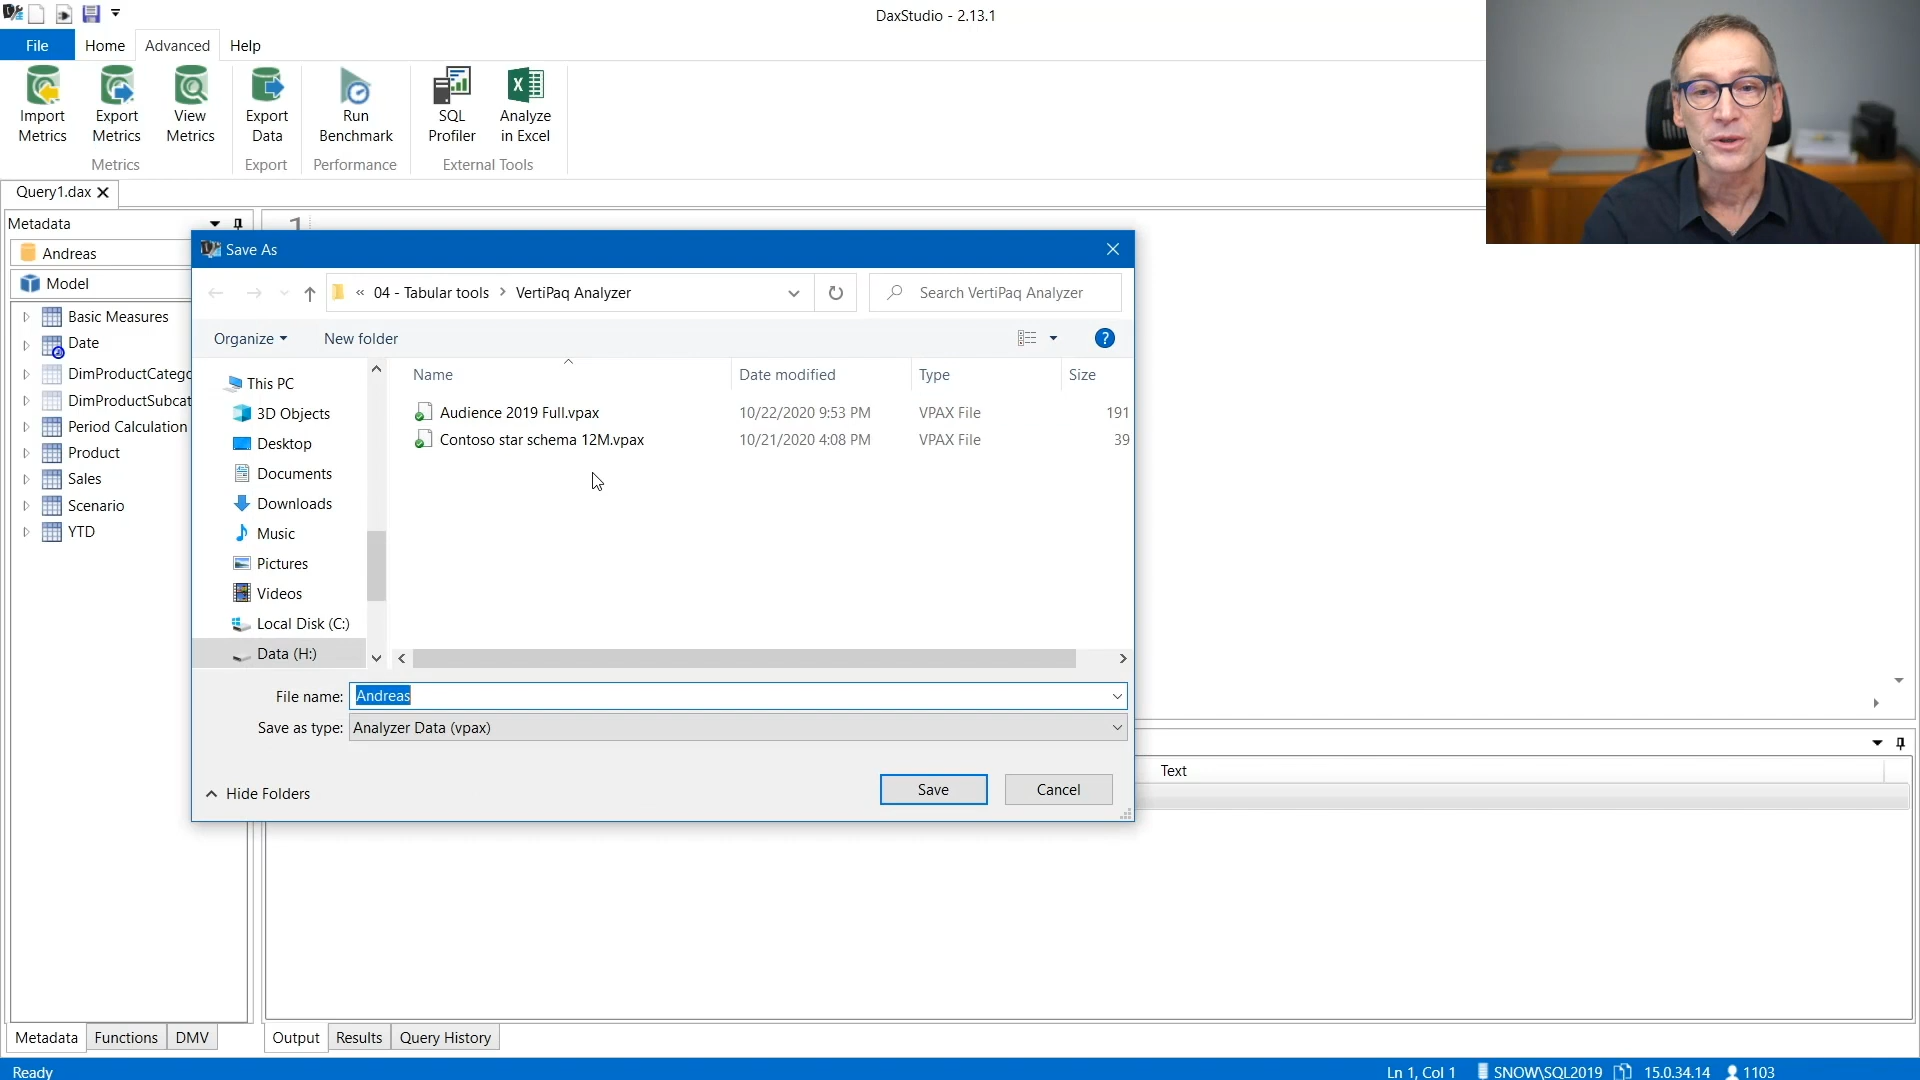 DaxStudio - 2.13.1
File Home Advanced Help
Import Metrics
Export Metrics
View Metrics
Export Data
Run Benchmark
SQL Profiler
Analyze in Excel
Metrics Export Performance External Tools
Query1.dax
Metadata
1
Andreas
Model
Basic Measures
Date
DimProductCatego
DimProductSubcat
Period Calculation
Product
Sales
Scenario
YTD
Save As
« 04 - Tabular tools > VertiPaq Analyzer
Search VertiPaq Analyzer
Organize New folder
?
This PC
3D Objects
Desktop
Documents
Downloads
Music
Pictures
Videos
Local Disk (C:)
Data (H:)
Name Date modified Type Size
Audience 2019 Full.vpax 10/22/2020 9:53 PM VPAX File 191
Contoso star schema 12M.vpax 10/21/2020 4:08 PM VPAX File 39
File name: Andreas
Save as type: Analyzer Data (vpax)
Hide Folders
Save Cancel
Text
Metadata Functions DMV
Output Results Query History
Ready
Ln 1, Col 1 SNOW\SQL2019 15.0.34.14 1103